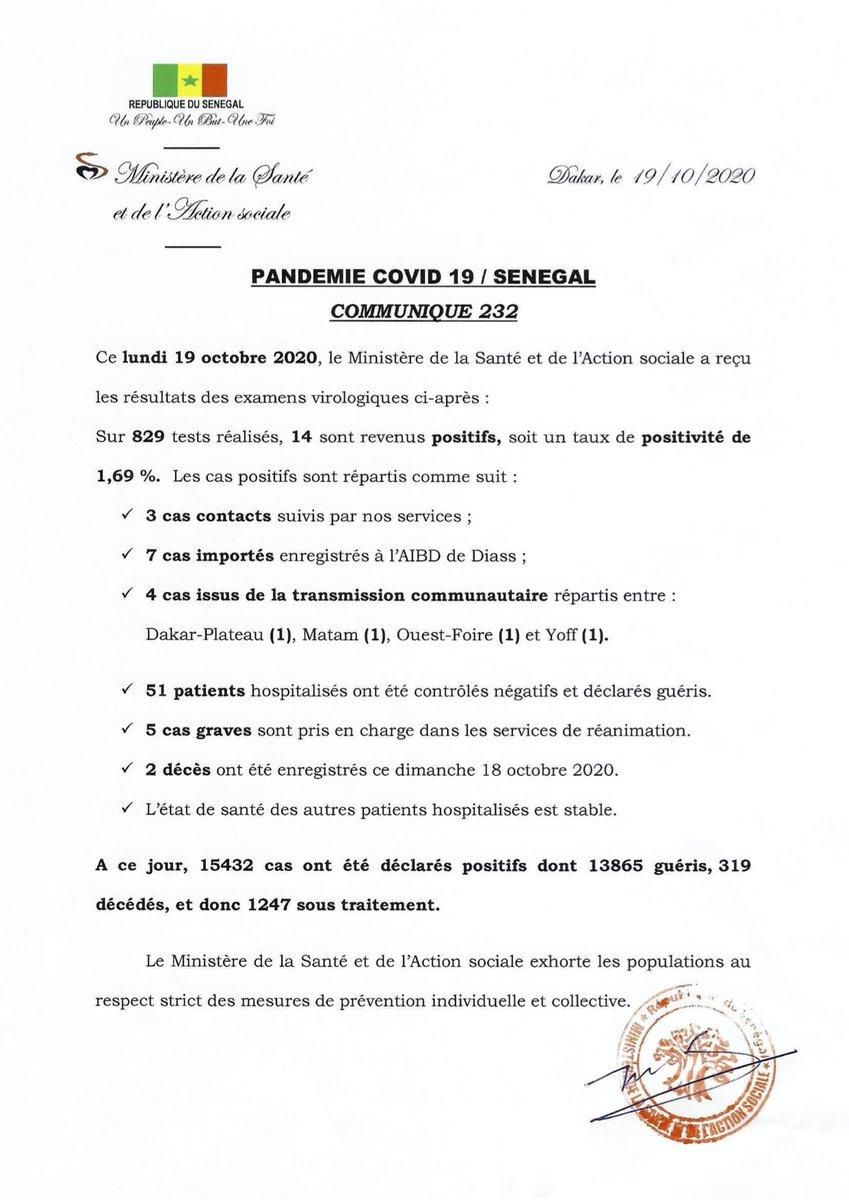 REPUBLIQUE DU SENEGAL
Un Peuple-Un But-Une Foi
Ministère de la Santé
et de l'Action sociale
Dakar, le 19/10/2020
PANDEMIE COVID 19 / SENEGAL
COMMUNIQUE 232
Ce lundi 19 octobre 2020, le Ministère de la Santé et de l'Action sociale a reçu
les résultats des examens virologiques ci-après :
Sur 829 tests réalisés, 14 sont revenus positifs, soit un taux de positivité de
1,69 %. Les cas positifs sont répartis comme suit :
✓ 3 cas contacts suivis par nos services ;
✓ 7 cas importés enregistrés à l'AIBD de Diass ;
✓ 4 cas issus de la transmission communautaire répartis entre :
Dakar-Plateau (1), Matam (1), Ouest-Foire (1) et Yoff (1).
✓ 51 patients hospitalisés ont été contrôlés négatifs et déclarés guéris.
✓ 5 cas graves sont pris en charge dans les services de réanimation.
✓ 2 décès ont été enregistrés ce dimanche 18 octobre 2020.
✓ L'état de santé des autres patients hospitalisés est stable.
A ce jour, 15432 cas ont été déclarés positifs dont 13865 guéris, 319
décédés, et donc 1247 sous traitement.
Le Ministère de la Santé et de l'Action sociale exhorte les populations au
respect strict des mesures de prévention individuelle et collective.
du Sénégal
DE LA L'ACTION SOCIALE